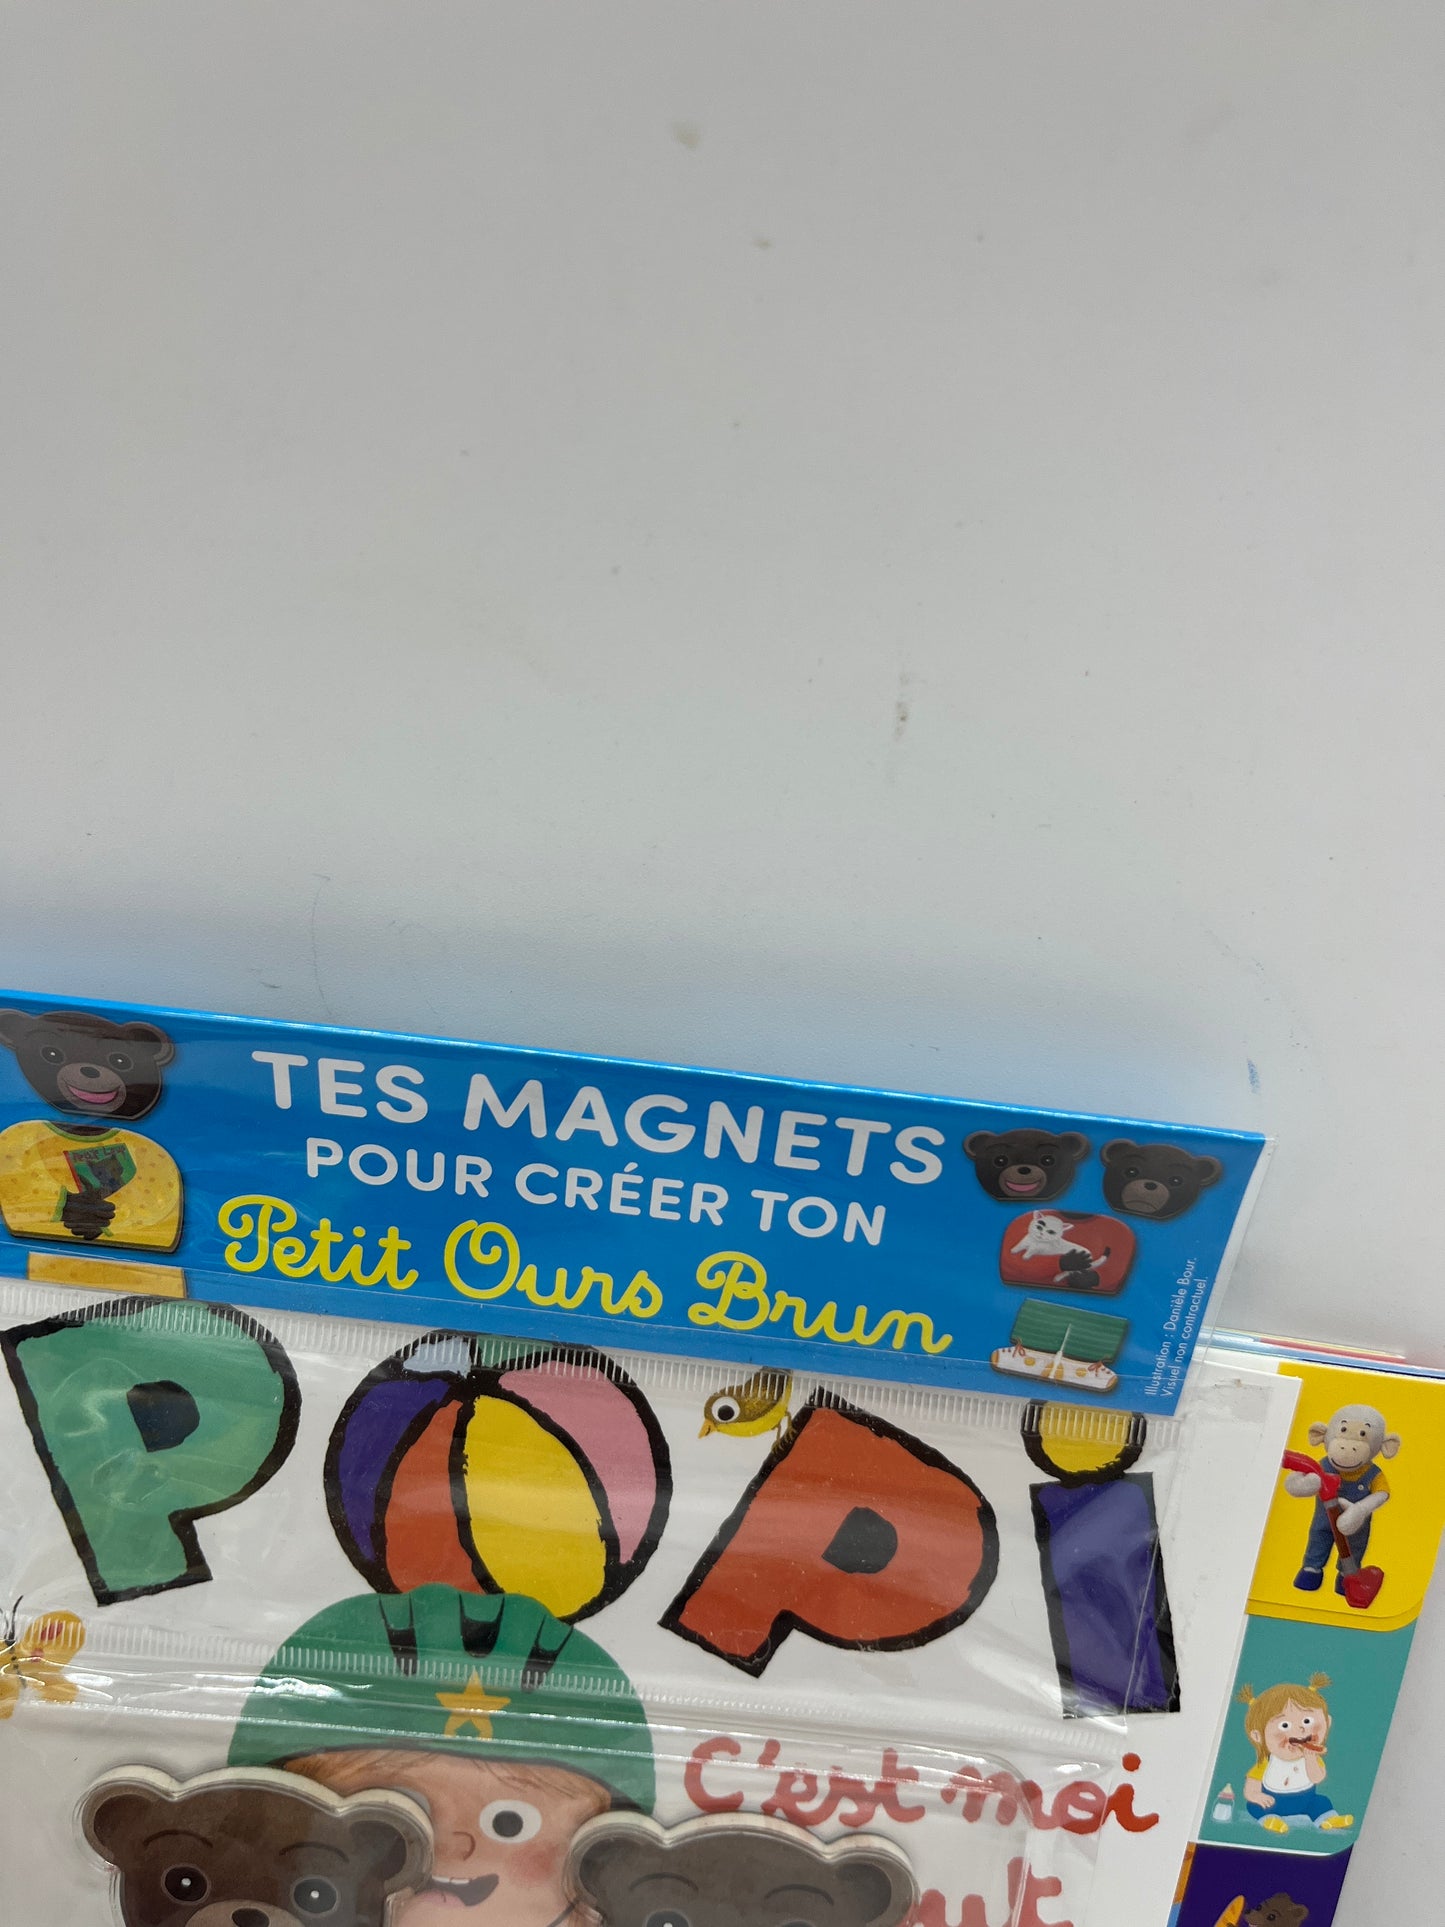 TES MAGNETS
POUR CRÉER TON
Petit Ours Brun
Illustration : Danièle Bour.
Visuel non contractuel.
POPi
C'est moi